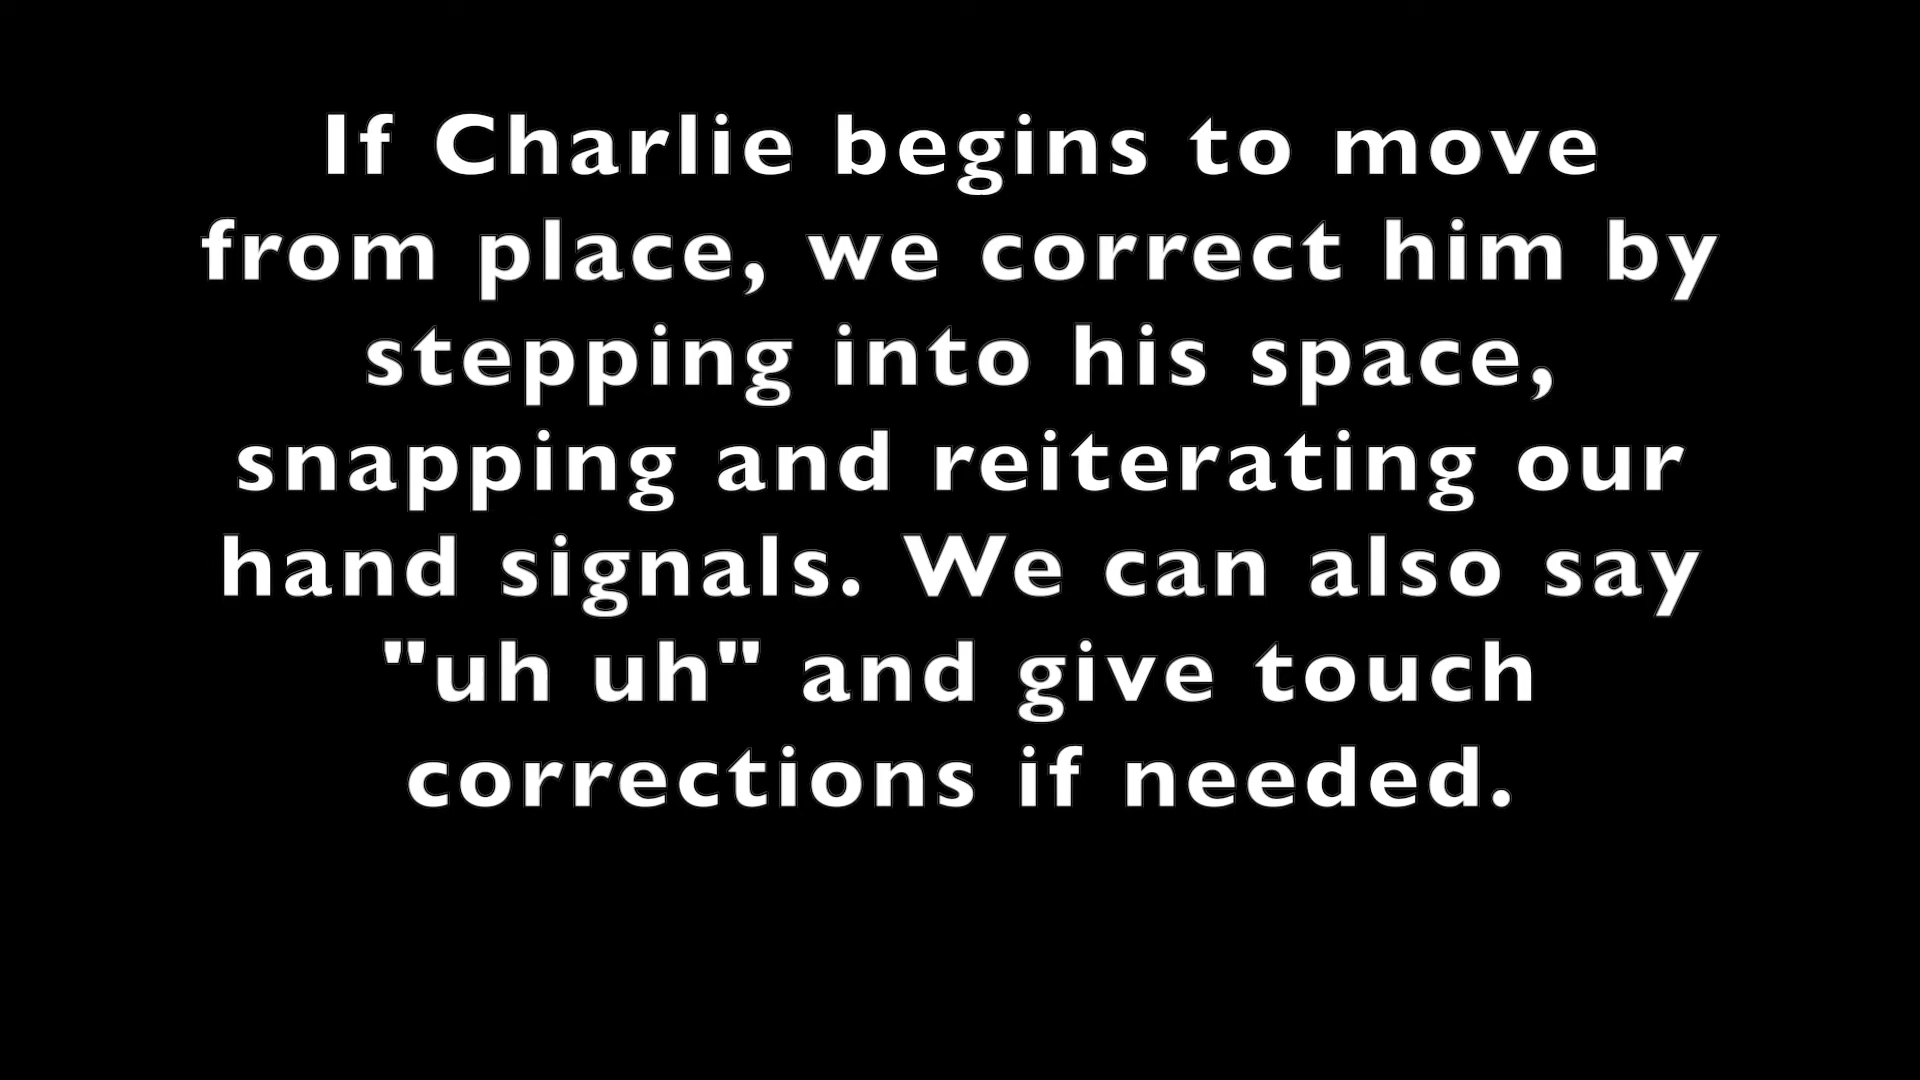 If Charlie begins to move
from place, we correct him by
stepping into his space,
snapping and reiterating our
hand signals. We can also say
"uh uh" and give touch
corrections if needed.